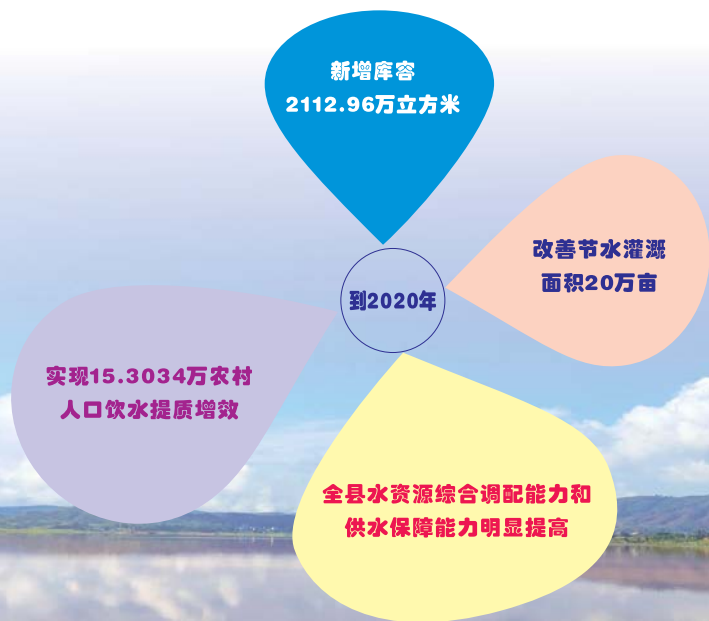 新增库容
2112.96万立方米
改善节水灌溉
面积20万亩
到2020年
实现15.3034万农村
人口饮水提质增效
全县水资源综合调配能力和
供水保障能力明显提高